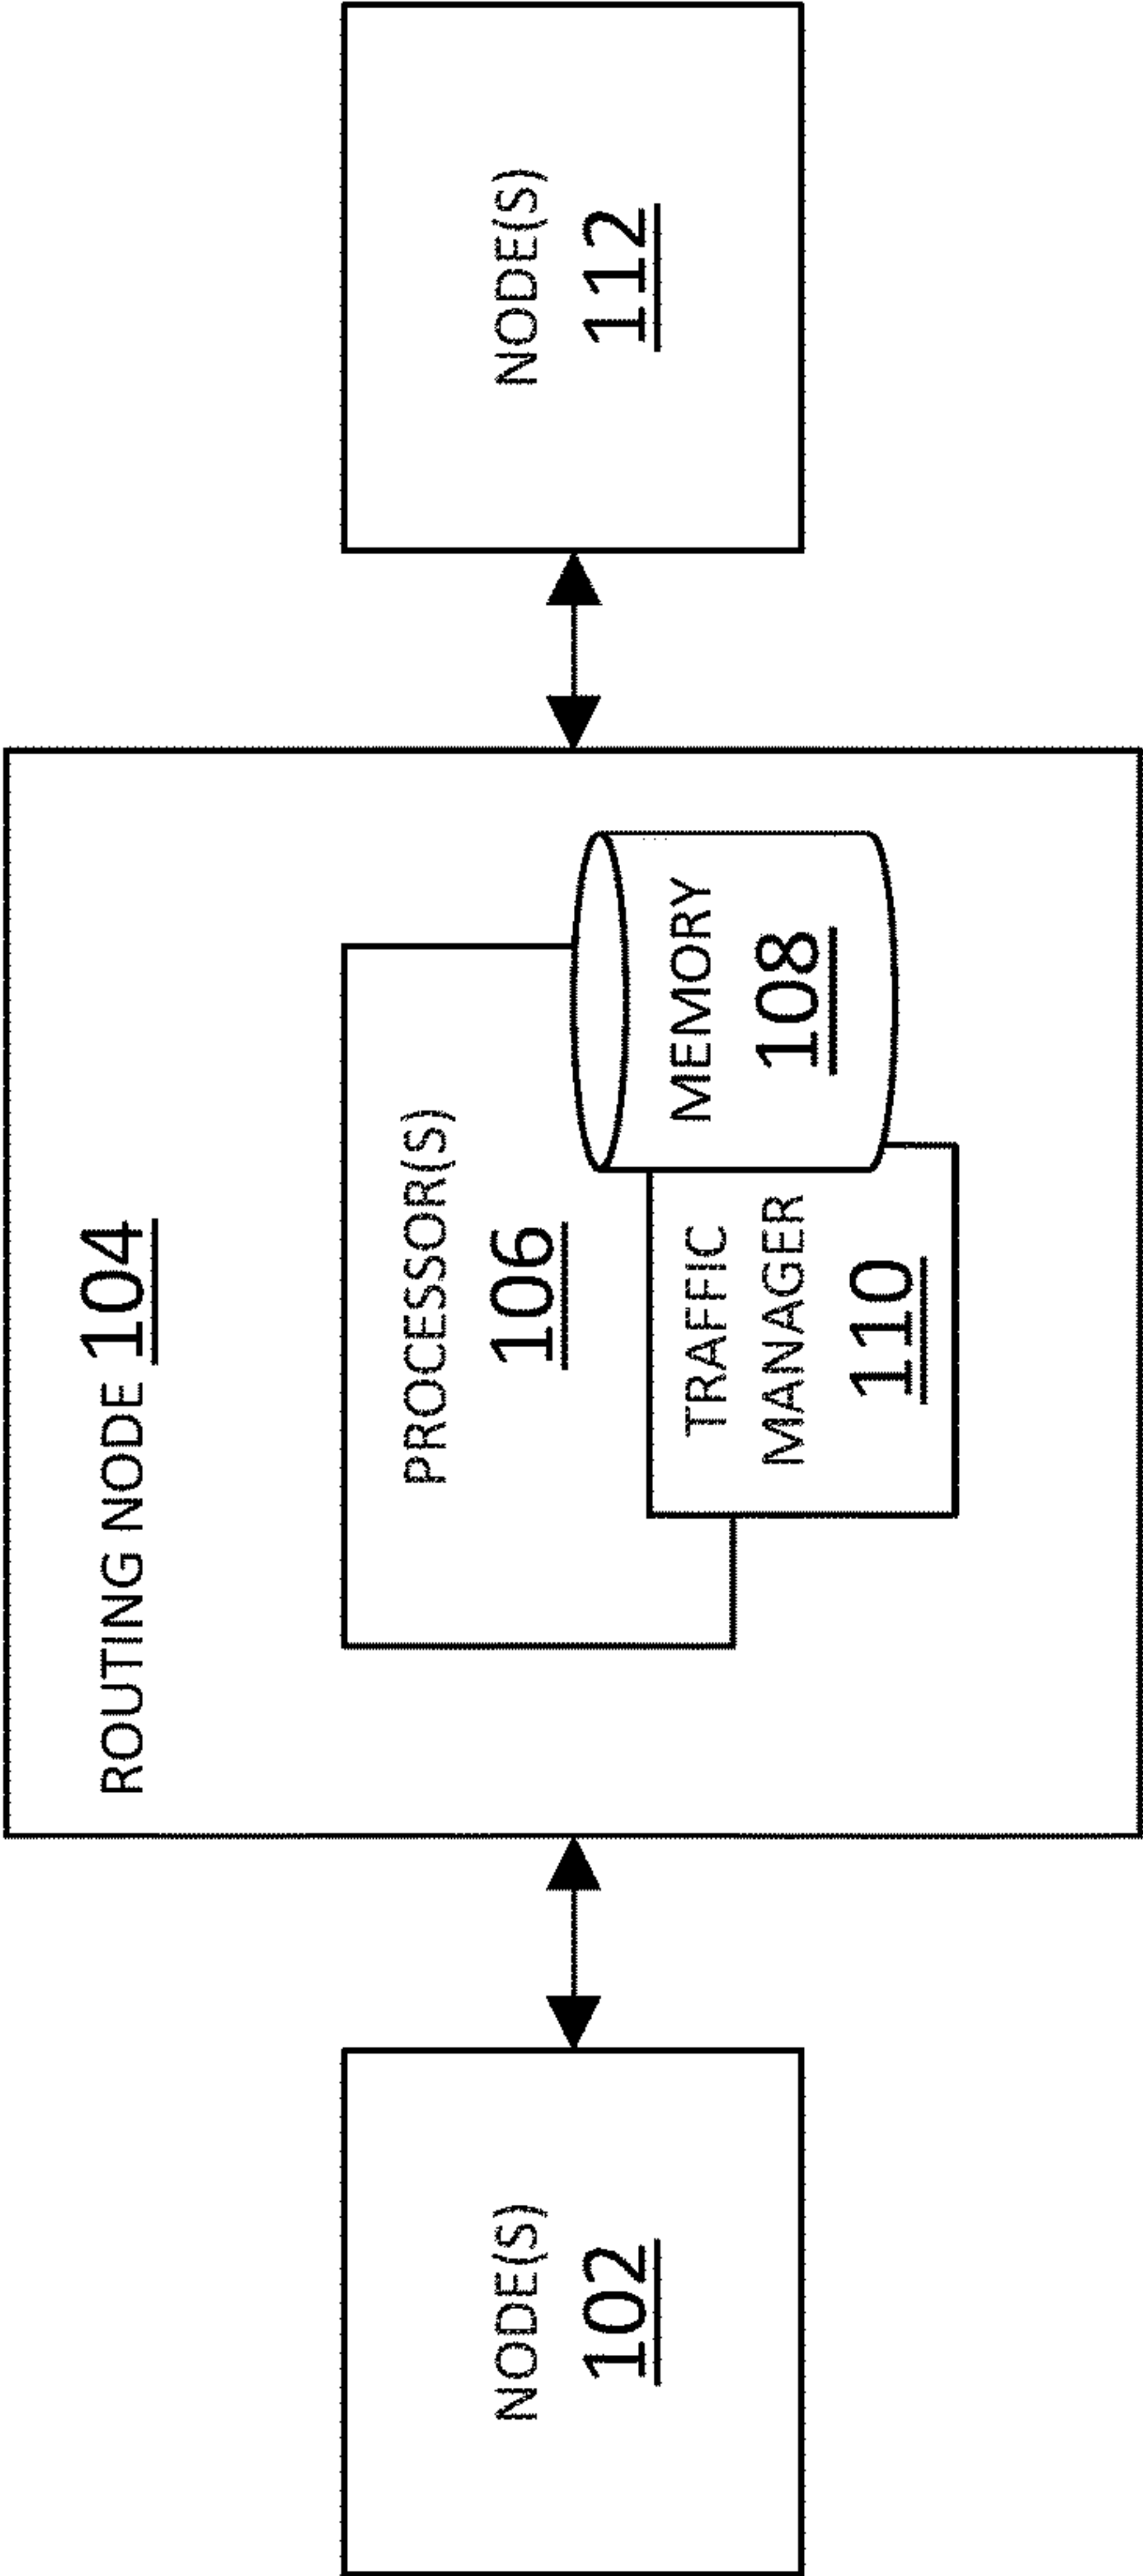 ROUTING NODE 104
NODE(S)
102
PROCESSOR(S)
106
TRAFFIC
MANAGER
110
MEMORY
108
NODE(S)
112